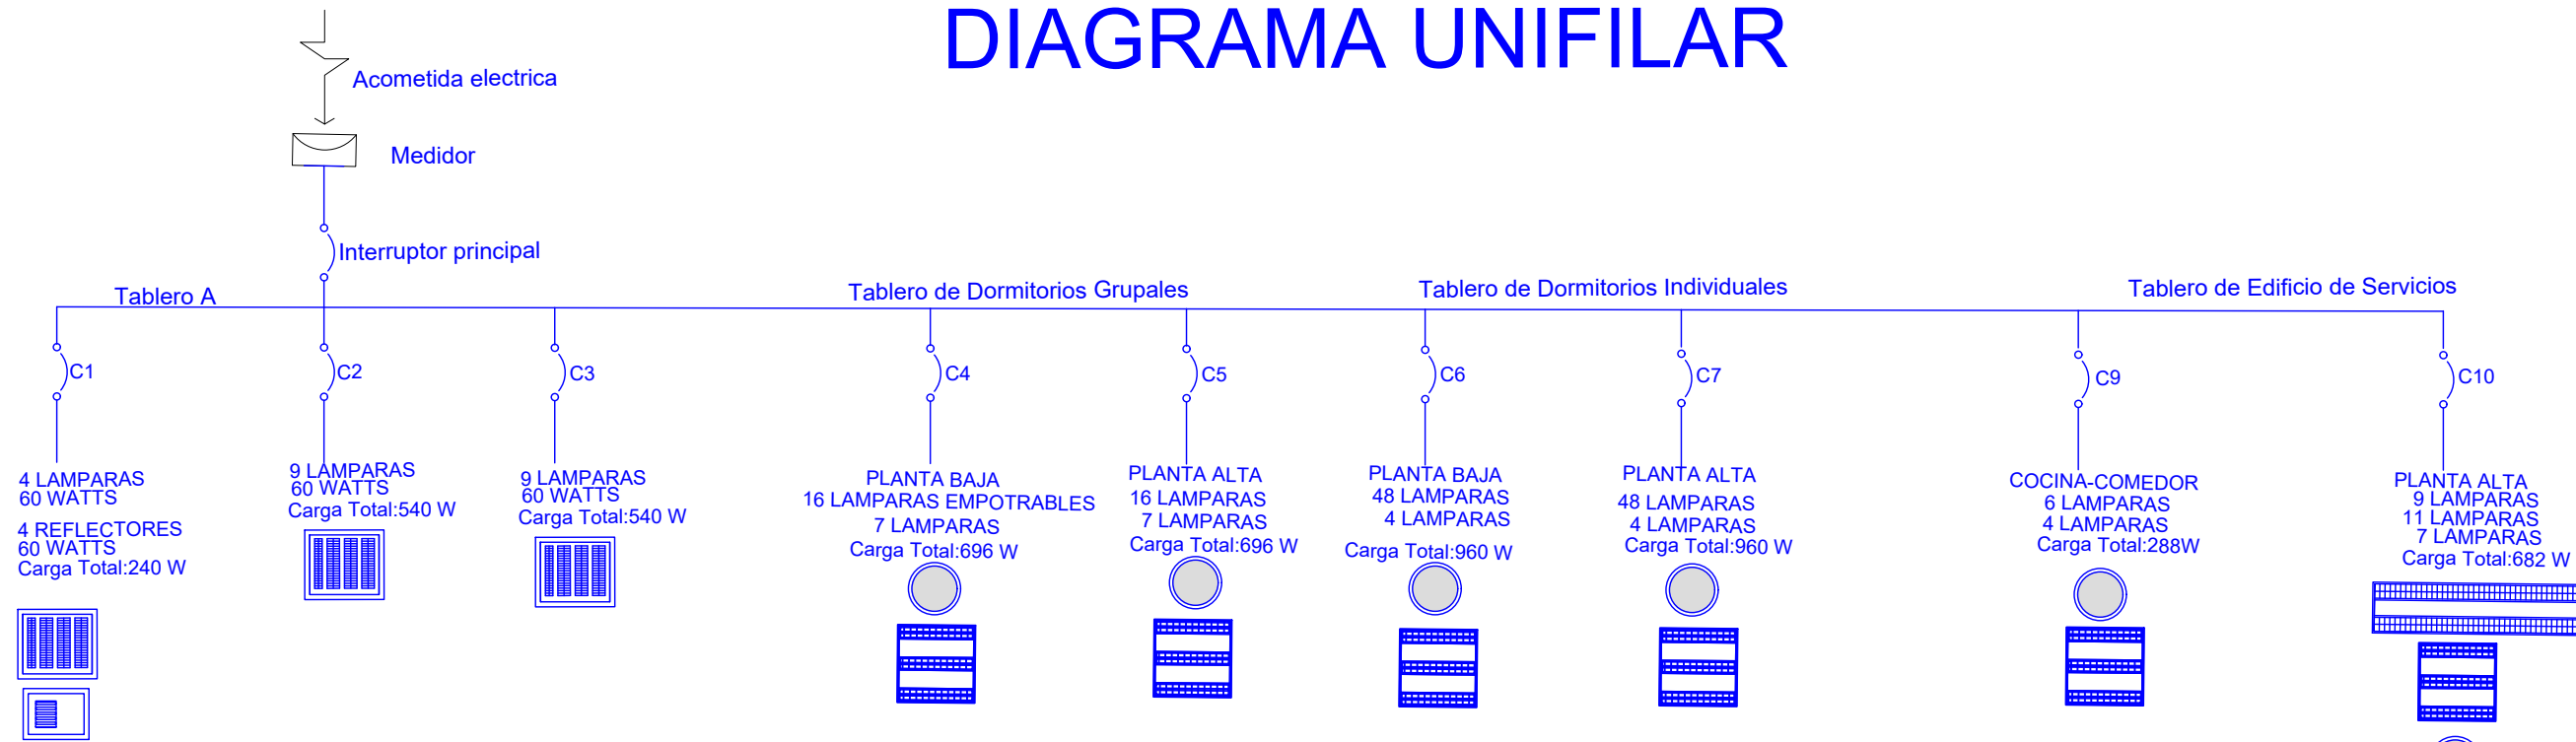 DIAGRAMA UNIFILAR
Acometida electrica
Medidor
Interruptor principal
Tablero A
Tablero de Dormitorios Grupales
Tablero de Dormitorios Individuales
Tablero de Edificio de Servicios
C1
C2
C3
C4
C5
C6
C7
C9
C10
4 LAMPARAS
60 WATTS
4 REFLECTORES
60 WATTS
Carga Total:240 W
9 LAMPARAS
60 WATTS
Carga Total:540 W
9 LAMPARAS
60 WATTS
Carga Total:540 W
PLANTA BAJA
16 LAMPARAS EMPOTRABLES
7 LAMPARAS
Carga Total:696 W
PLANTA ALTA
16 LAMPARAS
7 LAMPARAS
Carga Total:696 W
PLANTA BAJA
48 LAMPARAS
4 LAMPARAS
Carga Total:960 W
PLANTA ALTA
48 LAMPARAS
4 LAMPARAS
Carga Total:960 W
COCINA-COMEDOR
6 LAMPARAS
4 LAMPARAS
Carga Total:288W
PLANTA ALTA
9 LAMPARAS
11 LAMPARAS
7 LAMPARAS
Carga Total:682 W